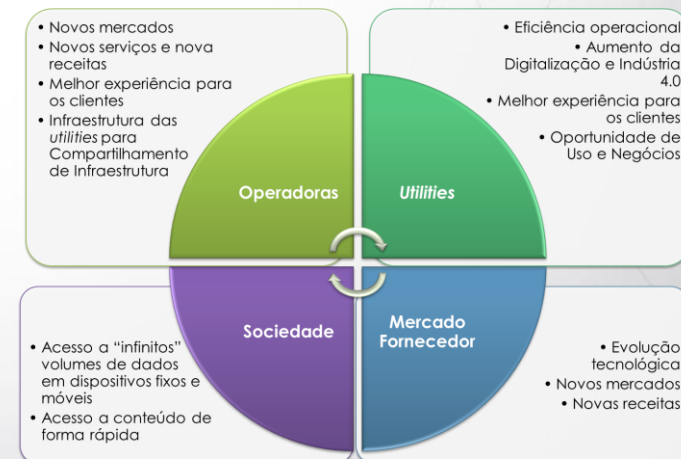 • Novos mercados
• Novos serviços e nova
receitas
• Melhor experiência para
os clientes
• Infraestrutura das
utilities para
Compartilhamento
de Infraestrutura
• Eficiência operacional
• Aumento da
Digitalização e Indústria
4.0
• Melhor experiência para
os clientes
• Oportunidade de
Uso e Negócios
Operadoras
Utilities
Sociedade
Mercado
Fornecedor
• Acesso a “infinitos”
volumes de dados
em dispositivos fixos e
móveis
• Acesso a conteúdo de
forma rápida
• Evolução
tecnológica
• Novos mercados
• Novas receitas